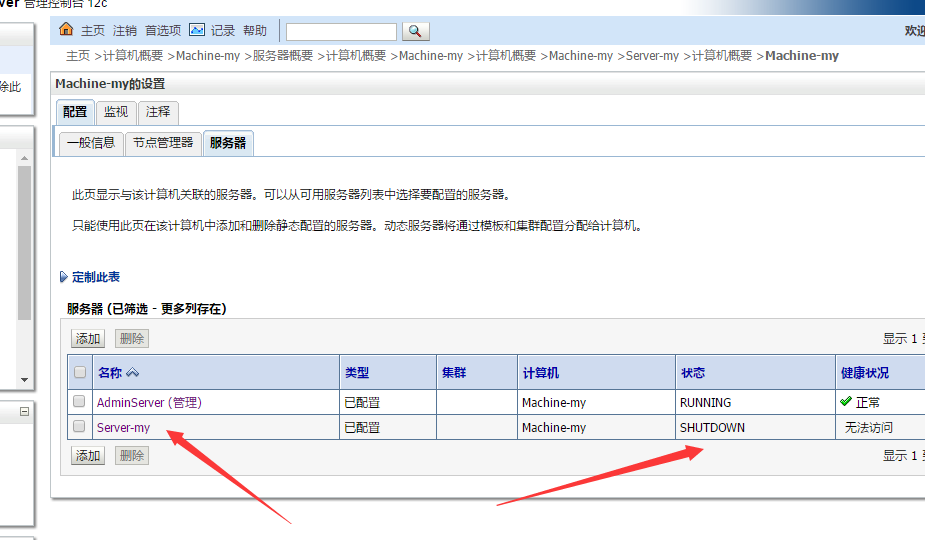 ver 管理控制台 12c
主页 注销 首选项 记录 帮助
欢迎
主页 >计算机概要 >Machine-my >服务器概要 >计算机概要 >Machine-my >计算机概要 >Machine-my >Server-my >计算机概要 >Machine-my
除此
Machine-my的设置
配置 监视 注释
一般信息 节点管理器 服务器
此页显示与该计算机关联的服务器。可以从可用服务器列表中选择要配置的服务器。
只能使用此页在该计算机中添加和删除静态配置的服务器。动态服务器将通过模板和集群配置分配给计算机。
定制此表
服务器 (已筛选 - 更多列存在)
添加 删除 显示 1
名称 类型 集群 计算机 状态 健康状况
AdminServer (管理) 已配置 Machine-my RUNNING 正常
Server-my 已配置 Machine-my SHUTDOWN 无法访问
添加 删除 显示 1